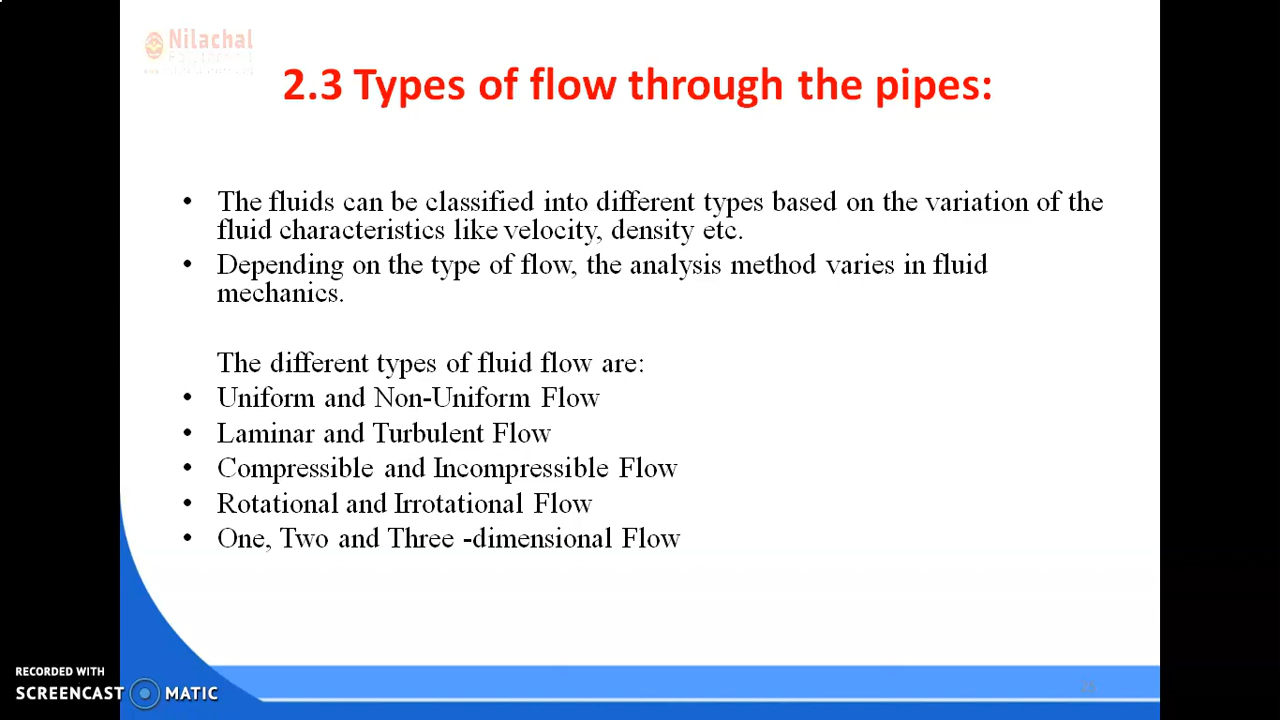 Nilachal
2.3 Types of flow through the pipes:
• The fluids can be classified into different types based on the variation of the
fluid characteristics like velocity, density etc.
• Depending on the type of flow, the analysis method varies in fluid
mechanics.
The different types of fluid flow are:
• Uniform and Non-Uniform Flow
• Laminar and Turbulent Flow
• Compressible and Incompressible Flow
• Rotational and Irrotational Flow
• One, Two and Three -dimensional Flow
RECORDED WITH
SCREENCAST MATIC